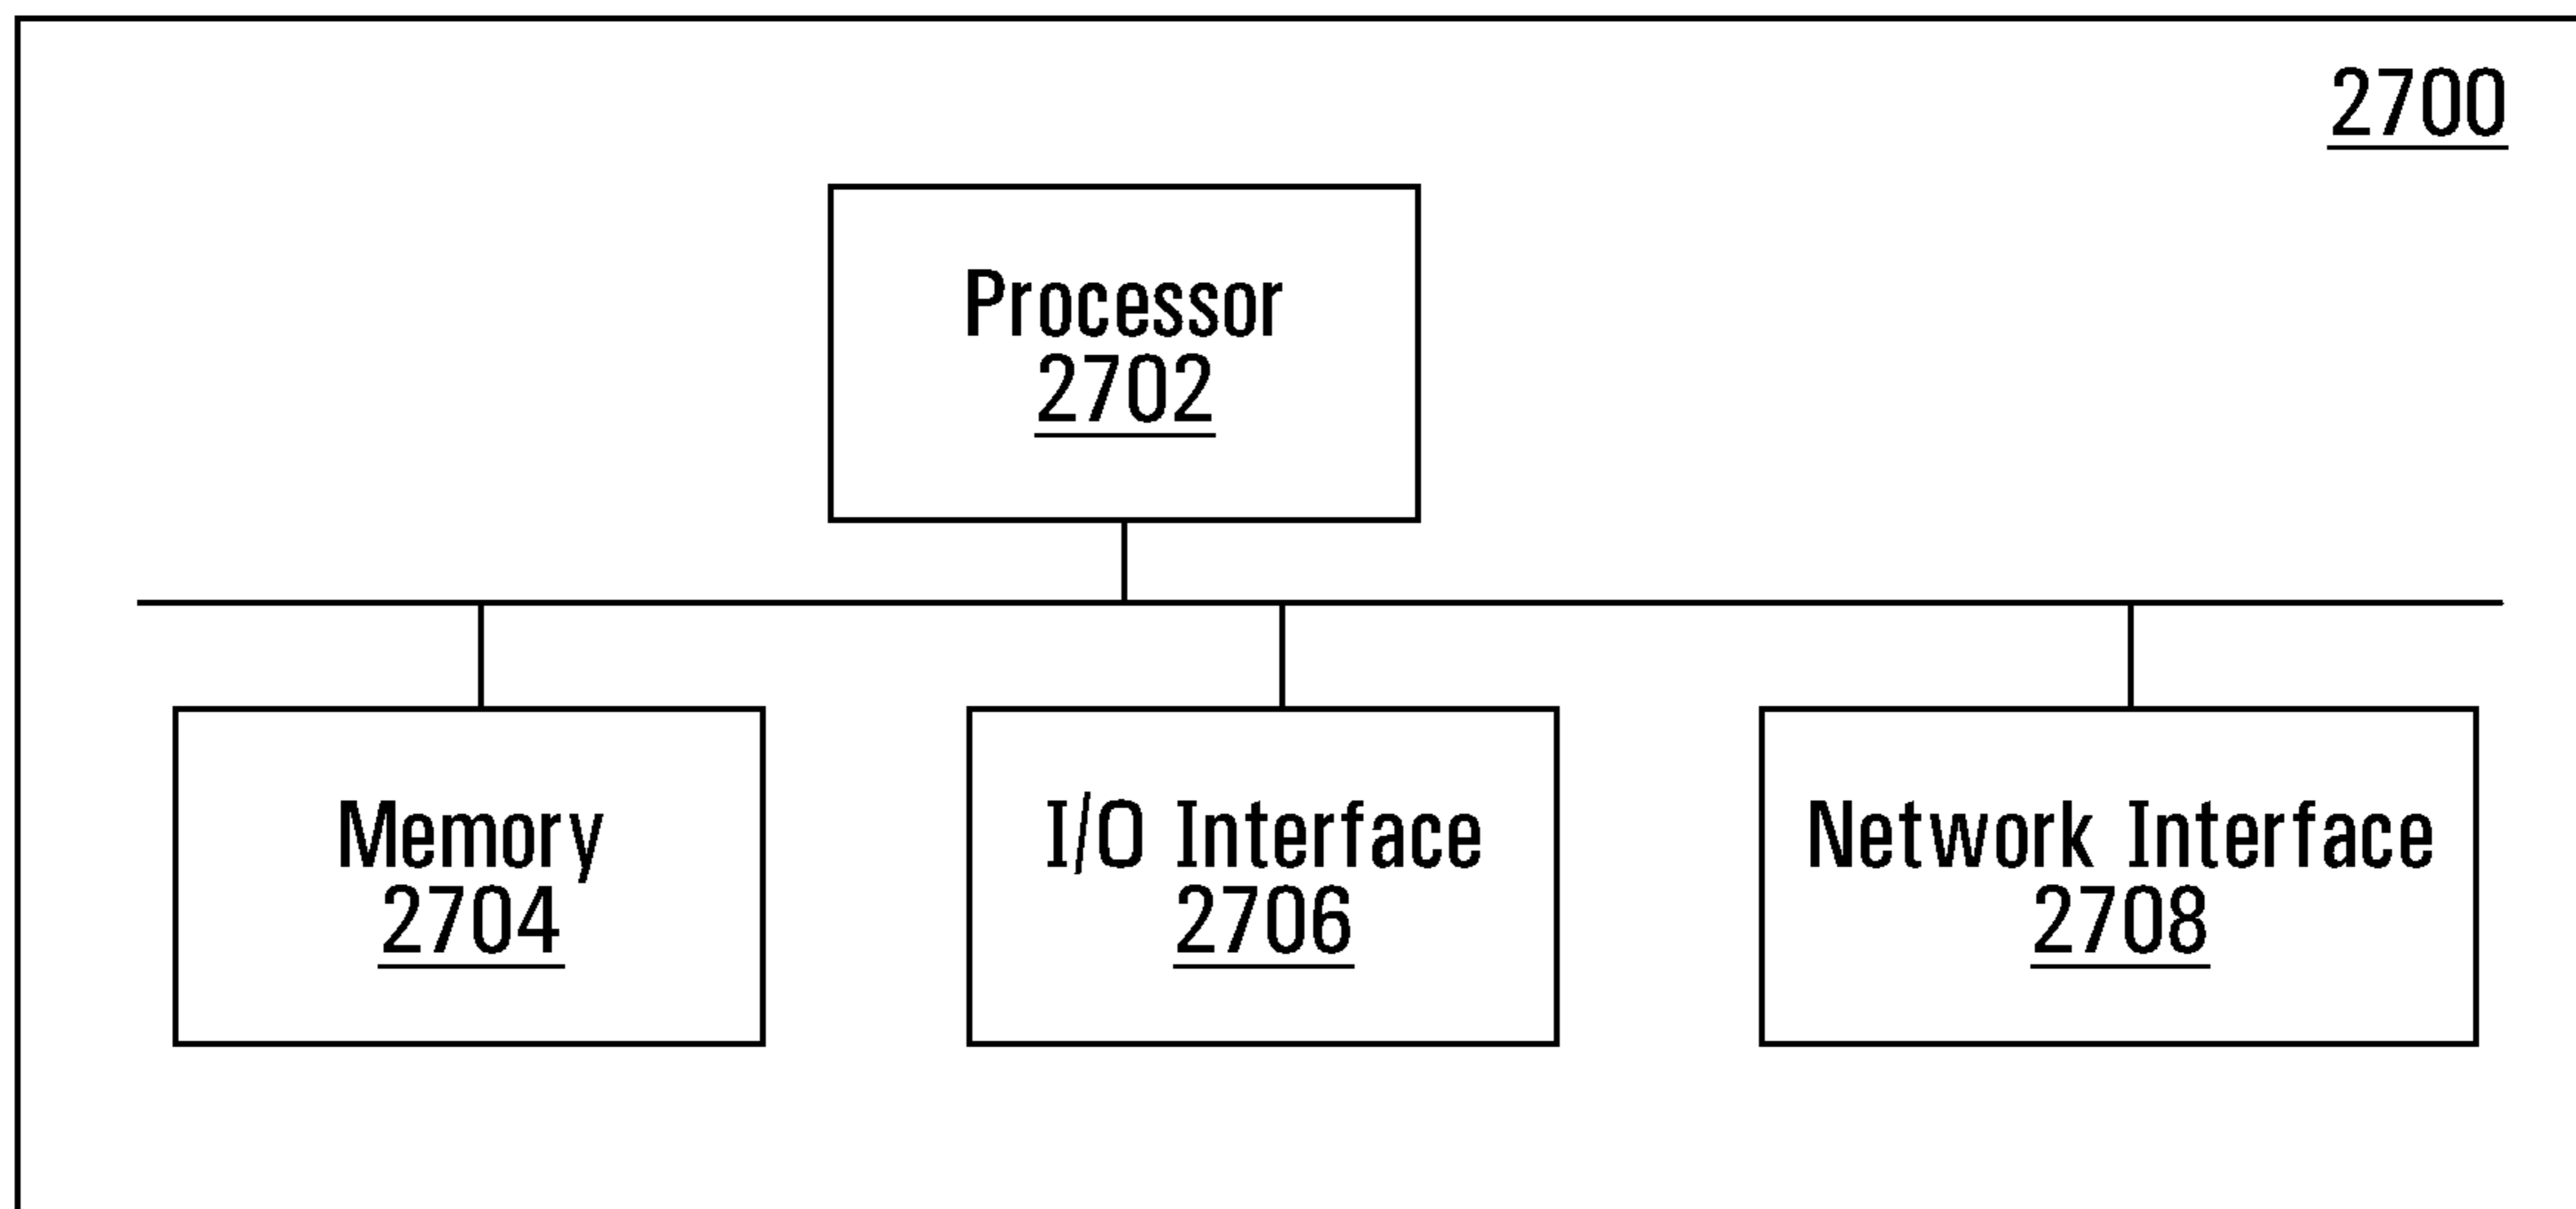 2700
Processor
2702
Memory
2704
I/O Interface
2706
Network Interface
2708